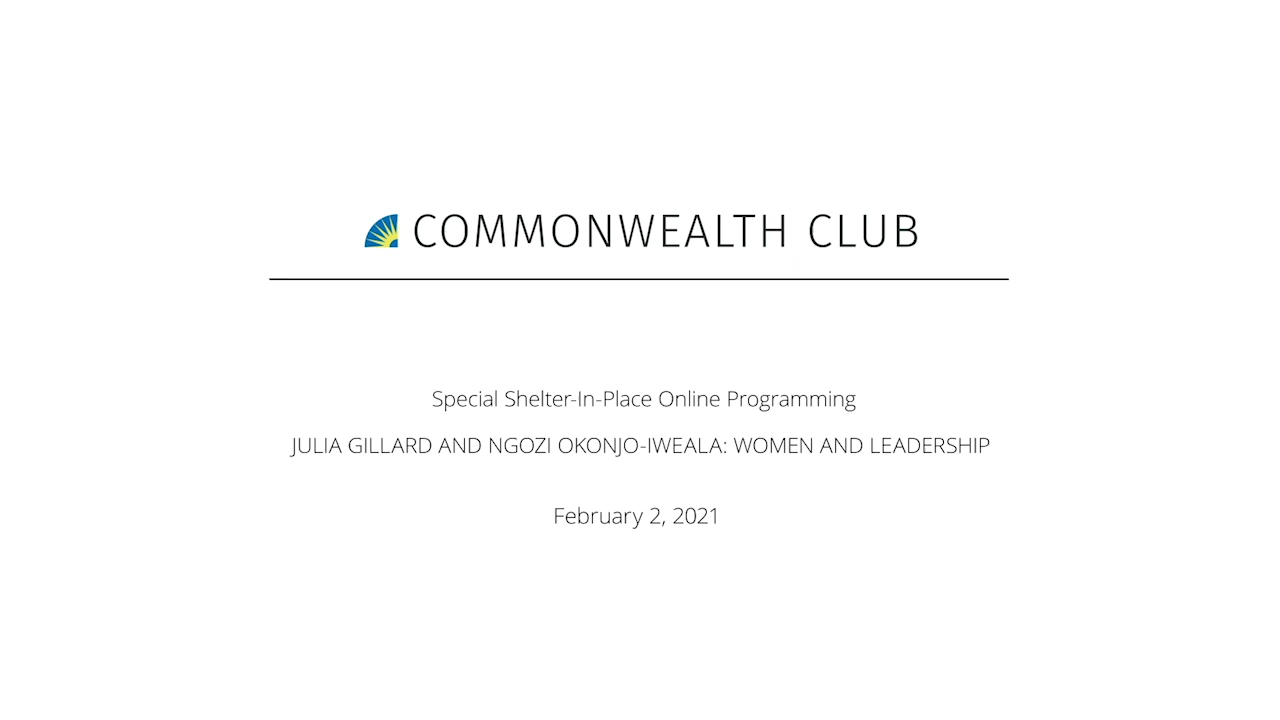 COMMONWEALTH CLUB
Special Shelter-In-Place Online Programming
JULIA GILLARD AND NGOZI OKONJO-IWEALA: WOMEN AND LEADERSHIP
February 2, 2021